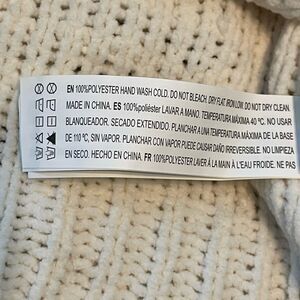 EN 100%POLYESTER HAND WASH COLD. DO NOT BLEACH. DRY FLAT. IRON LOW. DO NOT DRY CLEAN.
MADE IN CHINA. ES 100%poliéster LAVAR A MANO. TEMPERATURA MÁXIMA 40 ºC. NO USAR
BLANQUEADOR. SECADO EXTENDIDO. PLANCHAR A UNA TEMPERATURA MÁXIMA DE LA BASE
DE 110 ºC, SIN VAPOR. PLANCHAR CON VAPOR PUEDE CAUSAR DAÑO IRREVERSIBLE. NO LIMPIEZA
EN SECO. HECHO EN CHINA. FR 100%POLYESTER LAVER À LA MAIN À L'EAU FROIDE. NE PAS